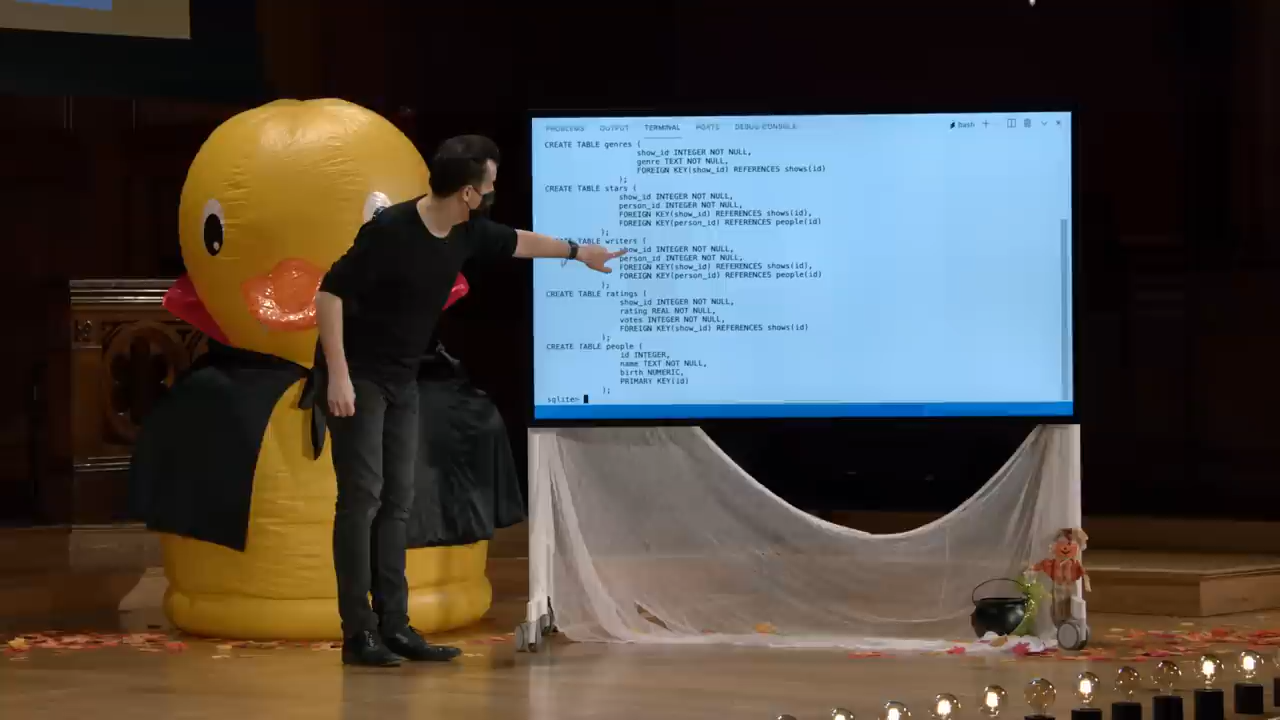 PROBLEMS OUTPUT TERMINAL PORTS DEBUG CONSOLE bash
CREATE TABLE genres (
show_id INTEGER NOT NULL,
genre TEXT NOT NULL,
FOREIGN KEY(show_id) REFERENCES shows(id)
);
CREATE TABLE stars (
show_id INTEGER NOT NULL,
person_id INTEGER NOT NULL,
FOREIGN KEY(show_id) REFERENCES shows(id),
FOREIGN KEY(person_id) REFERENCES people(id)
);
TABLE writers (
show_id INTEGER NOT NULL,
person_id INTEGER NOT NULL,
FOREIGN KEY(show_id) REFERENCES shows(id),
FOREIGN KEY(person_id) REFERENCES people(id)
);
CREATE TABLE ratings (
show_id INTEGER NOT NULL,
rating REAL NOT NULL,
votes INTEGER NOT NULL,
FOREIGN KEY(show_id) REFERENCES shows(id)
);
CREATE TABLE people (
id INTEGER,
name TEXT NOT NULL,
birth NUMERIC,
PRIMARY KEY(id)
);
sqlite>